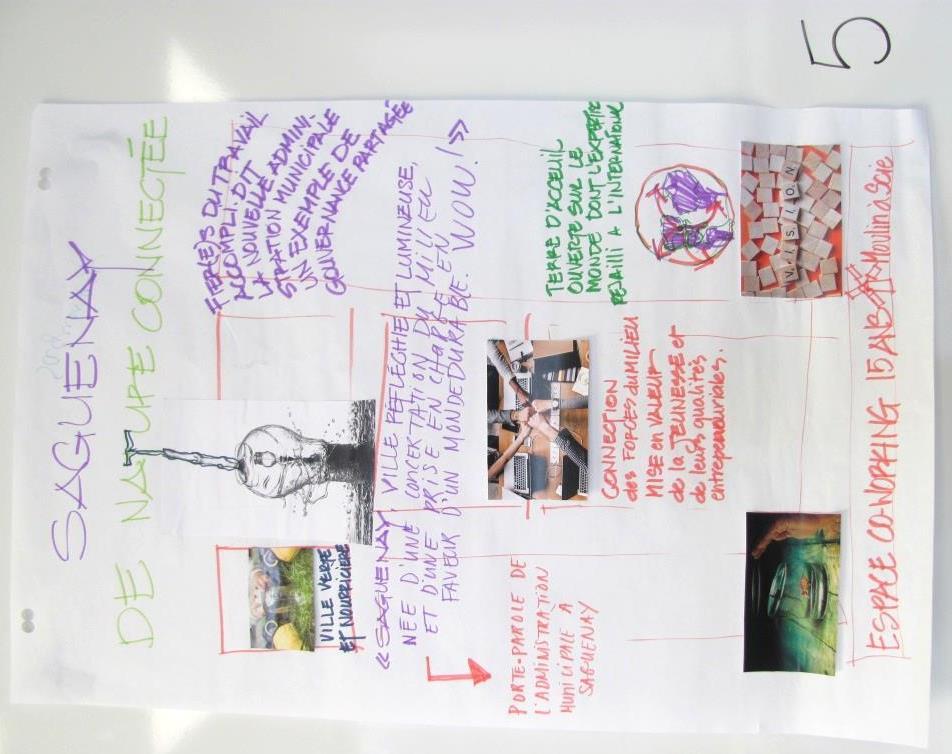 5
SAGUENAY
DE NATURE CONNECTÉE
FIER(E)S DU TRAVAIL
ACCOMPLI DIT
LA NOUVELLE ADMINI-
STRATION MUNICIPALE
UN EXEMPLE DE
GOUVERNANCE PARTAGÉE
VILLE VERTE
ET NOURRICIÈRE
« SAGUENAY, VILLE RÉFLÉCHIE ET LUMINEUSE,
NÉE D'UNE CONCERTATION DU MILIEU
ET D'UNE PRISE EN CHARGE EN
FAVEUR D'UN MONDE DURABLE. WOW! »
PORTE-PAROLE DE
L'ADMINISTRATION
MUNICIPALE À
SAGUENAY
CONNECTION
des FORCES du MILIEU
MISE en VALEUR
de la JEUNESSE et
de leurs qualités
entrepreneuriales.
TERRE D'ACCEUIL
OUVERTE SUR LE
MONDE DONT L'EXPERTISE
A L'INTERNATIONAL
VISION
ESPACE CO-WORKING 15 ANS Moulin à Scie